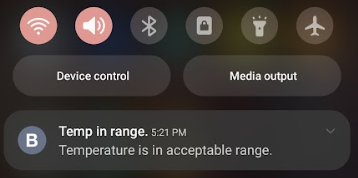 Device control
Media output
B
Temp in range. 5:21 PM
Temperature is in acceptable range.